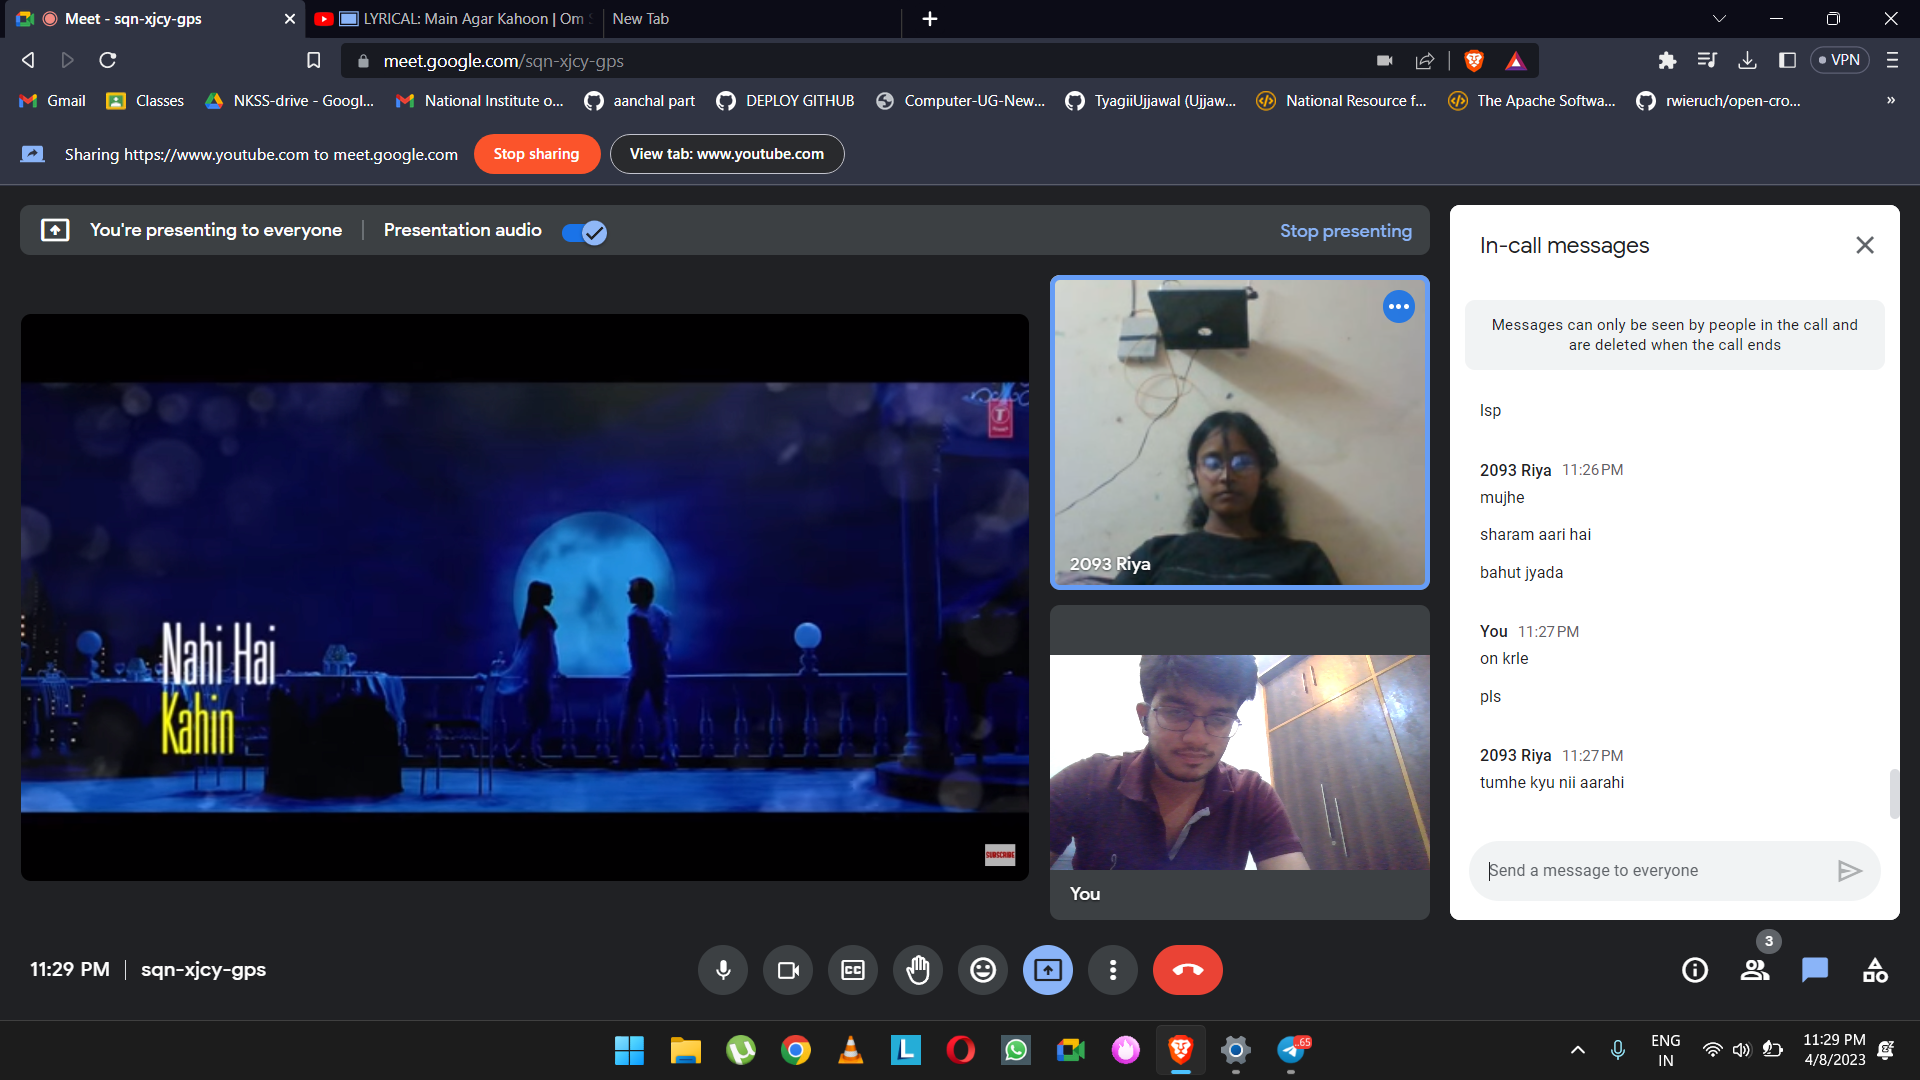 Meet - sqn-xjcy-gps
LYRICAL: Main Agar Kahoon | Om S
New Tab
meet.google.com/sqn-xjcy-gps
VPN
Gmail
Classes
NKSS-drive - Googl...
National Institute o...
aanchal part
DEPLOY GITHUB
Computer-UG-New...
TyagiiUjjawal (Ujjaw...
National Resource f...
The Apache Softwa...
rwieruch/open-cro...
»
Sharing https://www.youtube.com to meet.google.com
Stop sharing
View tab: www.youtube.com
You're presenting to everyone
Presentation audio
Stop presenting
T
Nahi Hai
Kahin
SUBSCRIBE
2093 Riya
You
In-call messages
Messages can only be seen by people in the call and
are deleted when the call ends
lsp
2093 Riya 11:26 PM
mujhe
sharam aari hai
bahut jyada
You 11:27 PM
on krle
pls
2093 Riya 11:27 PM
tumhe kyu nii aarahi
Send a message to everyone
11:29 PM | sqn-xjcy-gps
CC
3
L
.65
ENG
IN
11:29 PM
4/8/2023